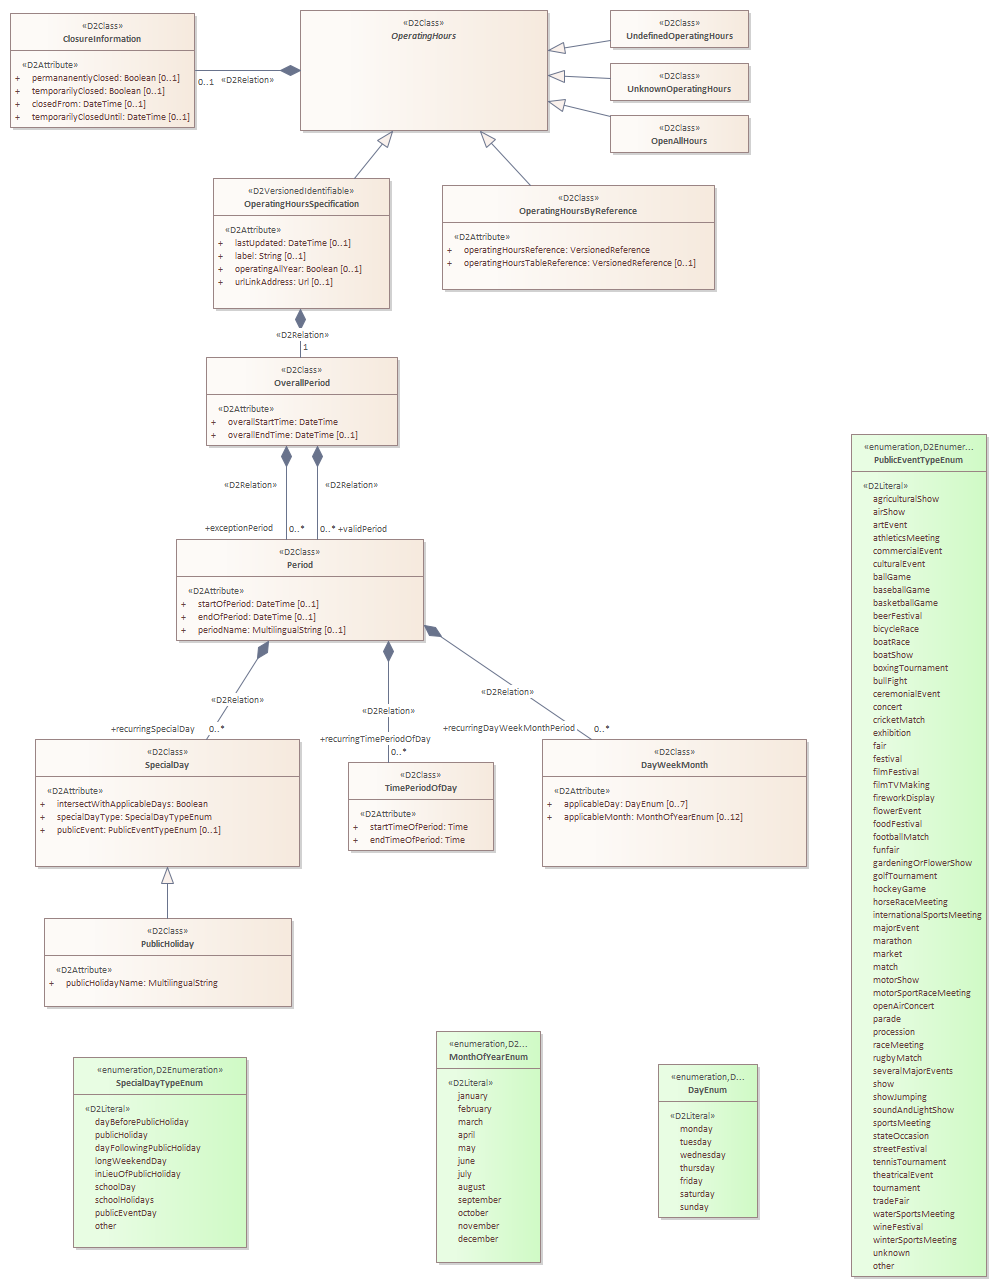 «D2Class»
ClosureInformation
«D2Attribute»
+ permananentlyClosed: Boolean [0..1]
+ temporarilyClosed: Boolean [0..1]
+ closedFrom: DateTime [0..1]
+ temporarilyClosedUntil: DateTime [0..1]
0..1 «D2Relation»
«D2Class»
OperatingHours
«D2Class»
UndefinedOperatingHours
«D2Class»
UnknownOperatingHours
«D2Class»
OpenAllHours
«D2VersionedIdentifiable»
OperatingHoursSpecification
«D2Attribute»
+ lastUpdated: DateTime [0..1]
+ label: String [0..1]
+ operatingAllYear: Boolean [0..1]
+ urlLinkAddress: Url [0..1]
«D2Class»
OperatingHoursByReference
«D2Attribute»
+ operatingHoursReference: VersionedReference
+ operatingHoursTableReference: VersionedReference [0..1]
«D2Relation»
1
«D2Class»
OverallPeriod
«D2Attribute»
+ overallStartTime: DateTime
+ overallEndTime: DateTime [0..1]
«D2Relation» «D2Relation»
+exceptionPeriod 0..* 0..* +validPeriod
«D2Class»
Period
«D2Attribute»
+ startOfPeriod: DateTime [0..1]
+ endOfPeriod: DateTime [0..1]
+ periodName: MultilingualString [0..1]
«D2Relation»
+recurringSpecialDay 0..*
«D2Relation»
+recurringTimePeriodOfDay
0..*
«D2Relation»
+recurringDayWeekMonthPeriod 0..*
«D2Class»
SpecialDay
«D2Attribute»
+ intersectWithApplicableDays: Boolean
+ specialDayType: SpecialDayTypeEnum
+ publicEvent: PublicEventTypeEnum [0..1]
«D2Class»
TimePeriodOfDay
«D2Attribute»
+ startTimeOfPeriod: Time
+ endTimeOfPeriod: Time
«D2Class»
DayWeekMonth
«D2Attribute»
+ applicableDay: DayEnum [0..7]
+ applicableMonth: MonthOfYearEnum [0..12]
«D2Class»
PublicHoliday
«D2Attribute»
+ publicHolidayName: MultilingualString
«enumeration,D2Enumeration»
SpecialDayTypeEnum
«D2Literal»
dayBeforePublicHoliday
publicHoliday
dayFollowingPublicHoliday
longWeekendDay
inLieuOfPublicHoliday
schoolDay
schoolHolidays
publicEventDay
other
«enumeration,D2...
MonthOfYearEnum
«D2Literal»
january
february
march
april
may
june
july
august
september
october
november
december
«enumeration,D...
DayEnum
«D2Literal»
monday
tuesday
wednesday
thursday
friday
saturday
sunday
«enumeration,D2Enumer...
PublicEventTypeEnum
«D2Literal»
agriculturalShow
airShow
artEvent
athleticsMeeting
commercialEvent
culturalEvent
ballGame
baseballGame
basketballGame
beerFestival
bicycleRace
boatRace
boatShow
boxingTournament
bullFight
ceremonialEvent
concert
cricketMatch
exhibition
fair
festival
filmFestival
filmTVMaking
fireworkDisplay
flowerEvent
foodFestival
footballMatch
funfair
gardeningOrFlowerShow
golfTournament
hockeyGame
horseRaceMeeting
internationalSportsMeeting
majorEvent
marathon
market
match
motorShow
motorSportRaceMeeting
openAirConcert
parade
procession
raceMeeting
rugbyMatch
severalMajorEvents
show
showJumping
soundAndLightShow
sportsMeeting
stateOccasion
streetFestival
tennisTournament
theatricalEvent
tournament
tradeFair
waterSportsMeeting
wineFestival
winterSportsMeeting
unknown
other